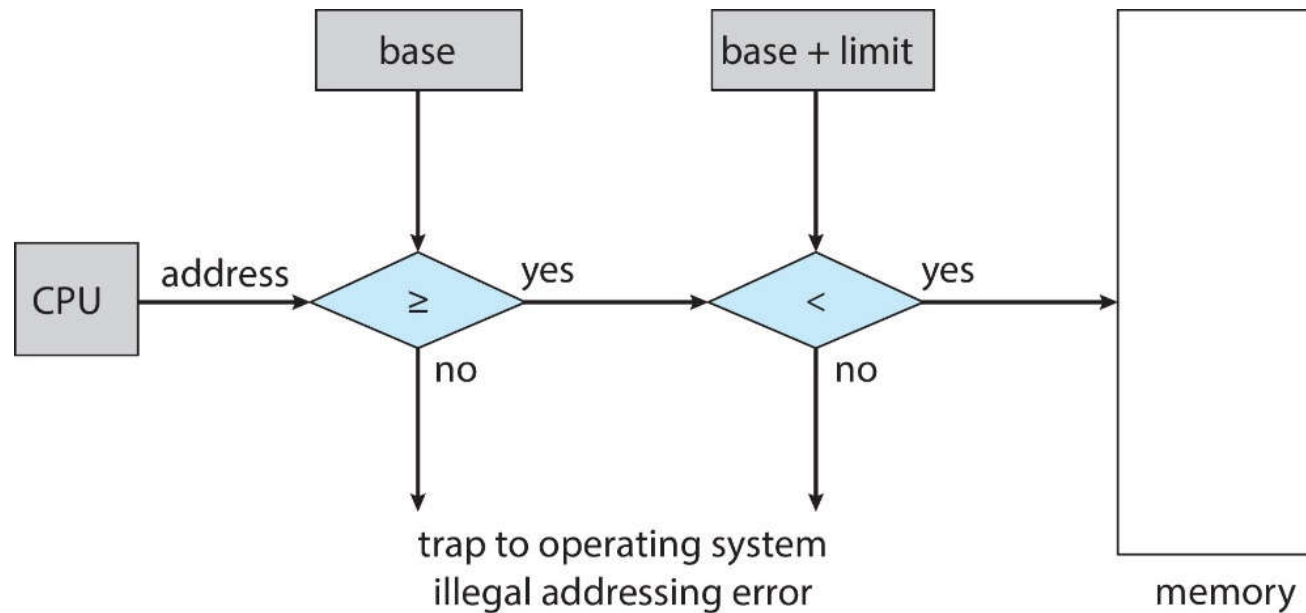 base
base + limit
CPU
address
≥
yes
<
yes
no
no
trap to operating system
illegal addressing error
memory